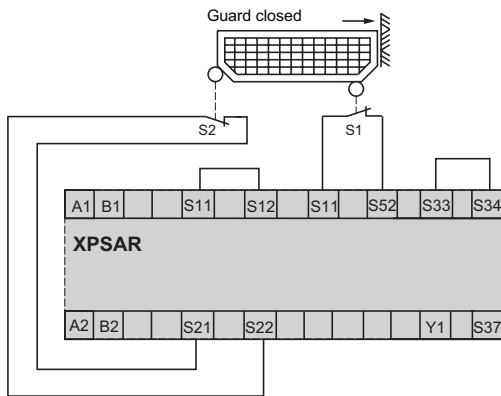 Guard closed
S2
S1
A1 B1 S11 S12 S11 S52 S33 S34
XPSAR
A2 B2 S21 S22 Y1 S37